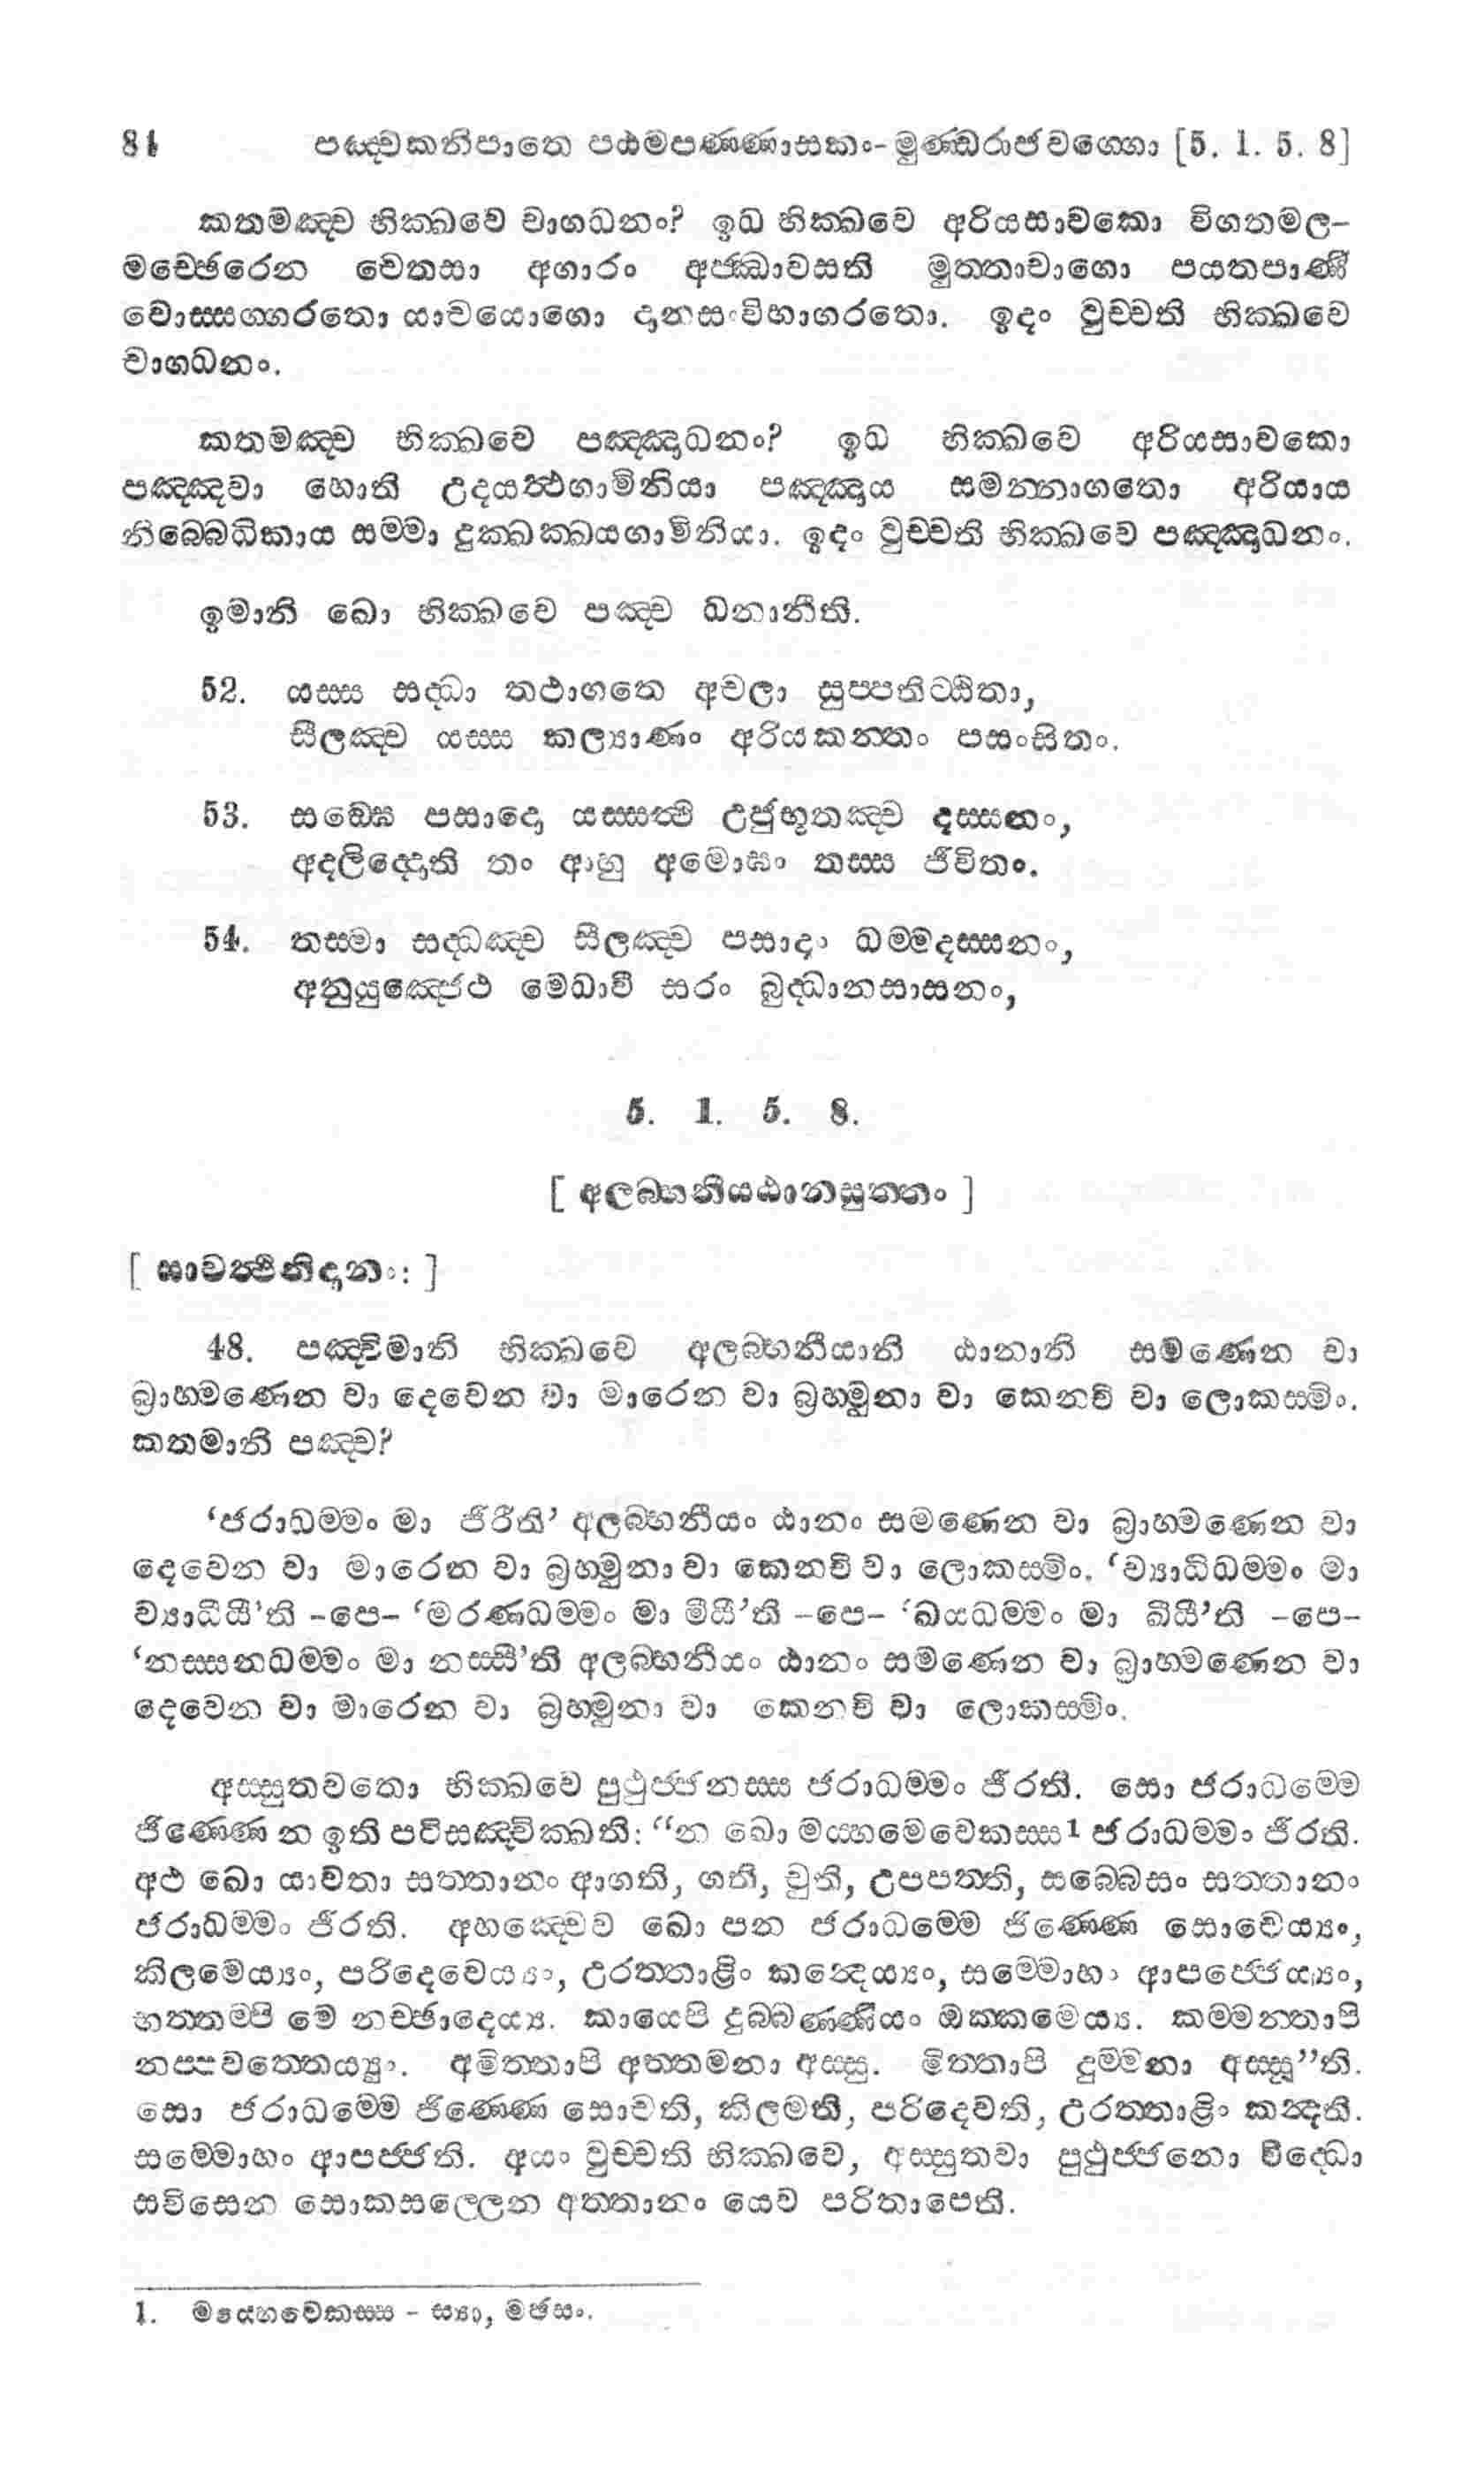 84 පඤ්චකනිපාතෙ පඨමපණ්ණාසකං-මුණ්ඩරාජවග්ගො [5. 1. 5. 8]
කතමඤ්ච භික්ඛවෙ චාගධනං? ඉධ භික්ඛවෙ අරියසාවකො විගතමල-
මච්ඡෙරෙන චෙතසා අගාරං අජ්ඣාවසති මුත්තාචාගො පයතපාණී
වොස්සග්ගරතො යාචයොගො දානසංවිභාගරතො. ඉදං වුච්චති භික්ඛවෙ
චාගධනං.
කතමඤ්ච භික්ඛවෙ පඤ්ඤාධනං? ඉධ භික්ඛවෙ අරියසාවකො
පඤ්ඤවා හොති උදයත්ථගාමිනියා පඤ්ඤාය සමන්නාගතො අරියාය
නිබ්බෙධිකාය සම්මා දුක්ඛක්ඛයගාමිනියා. ඉදං වුච්චති භික්ඛවෙ පඤ්ඤාධනං.
ඉමානි ඛො භික්ඛවෙ පඤ්ච ධනානීති.
52. යස්ස සද්ධා තථාගතෙ අචලා සුප්පතිට්ඨිතා,
සීලඤ්ච යස්ස කල්‍යාණං අරියකන්තං පසංසිතං.
53. සඞ්ඝෙ පසාදො යස්සත්ථි උජුභූතඤ්ච දස්සනං,
අදලිද්දොති තං ආහු අමොඝං තස්ස ජීවිතං.
54. තස්මා සද්ධඤ්ච සීලඤ්ච පසාදං ධම්මදස්සනං,
අනුයුඤ්ජෙථ මෙධාවී සරං බුද්ධානසාසනං,
5. 1. 5. 8.
[ අලබ්භනීයඨානසුත්තං ]
[ සාවත්ථිනිදානං: ]
48. පඤ්චිමානි භික්ඛවෙ අලබ්භනීයානි ඨානානි සමණෙන වා
බ්‍රාහ්මණෙන වා දෙවෙන වා මාරෙන වා බ්‍රහ්මුනා වා කෙනචි වා ලොකස්මිං.
කතමානි පඤ්ච?
‘ජරාධම්මං මා ජීරීති’ අලබ්භනීයං ඨානං සමණෙන වා බ්‍රාහ්මණෙන වා
දෙවෙන වා මාරෙන වා බ්‍රහ්මුනා වා කෙනචි වා ලොකස්මිං. ‘ව්‍යාධිධම්මං මා
ව්‍යාධීයී’ති -පෙ- ‘මරණධම්මං මා මීයී’ති -පෙ- ‘ඛයධම්මං මා ඛීයී’ති -පෙ-
‘නස්සනධම්මං මා නස්සී’ති අලබ්භනීයං ඨානං සමණෙන වා බ්‍රාහ්මණෙන වා
දෙවෙන වා මාරෙන වා බ්‍රහ්මුනා වා කෙනචි වා ලොකස්මිං.
අස්සුතවතො භික්ඛවෙ පුථුජ්ජනස්ස ජරාධම්මං ජීරති. සො ජරාධම්මෙ
ජිණ්ණෙ න ඉති පටිසඤ්චික්ඛති: “න ඛො මය්හමෙවෙකස්ස1 ජරාධම්මං ජීරති.
අථ ඛො යාවතා සත්තානං ආගති, ගති, චුති, උපපත්ති, සබ්බෙසං සත්තානං
ජරාධම්මං ජීරති. අහඤ්චෙව ඛො පන ජරාධම්මෙ ජිණ්ණෙ සොචෙය්‍යං,
කිලමෙය්‍යං, පරිදෙවෙය්‍යං, උරත්තාළිං කන්දෙය්‍යං, සම්මොහං ආපජ්ජෙය්‍යං,
භත්තම්පි මෙ නච්ඡාදෙය්‍ය. කායෙපි දුබ්බණ්ණියං ඔක්කමෙය්‍ය. කම්මන්තාපි
නප්පවත්තෙය්‍යුං. අමිත්තාපි අත්තමනා අස්සු. මිත්තාපි දුම්මනා අස්සූ”ති.
සො ජරාධම්මෙ ජිණ්ණෙ සොචති, කිලමති, පරිදෙවති, උරත්තාළිං කන්දති.
සම්මොහං ආපජ්ජති. අයං වුච්චති භික්ඛවෙ, අස්සුතවා පුථුජ්ජනො විද්ධො
සවිසෙන සොකසල්ලෙන අත්තානං යෙව පරිතාපෙති.
1. මය්හෙවෙකස්ස - ස්‍යා, මජසං.